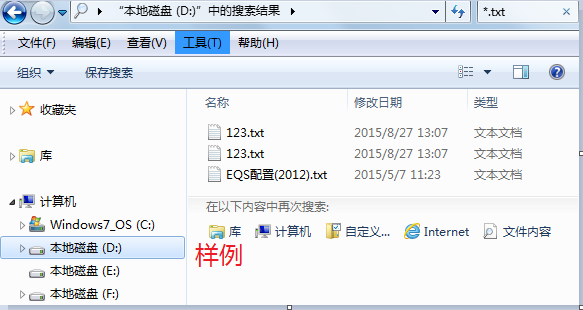 “本地磁盘 (D:)”中的搜索结果 *.txt
文件(F) 编辑(E) 查看(V) 工具(T) 帮助(H)
组织 保存搜索
收藏夹
库
计算机
Windows7_OS (C:)
本地磁盘 (D:)
本地磁盘 (E:)
本地磁盘 (F:)
名称 修改日期 类型
123.txt 2015/8/27 13:07 文本文档
123.txt 2015/8/27 13:07 文本文档
EQS配置(2012).txt 2015/5/7 11:23 文本文档
在以下内容中再次搜索:
库 计算机 自定义... Internet 文件内容
样例